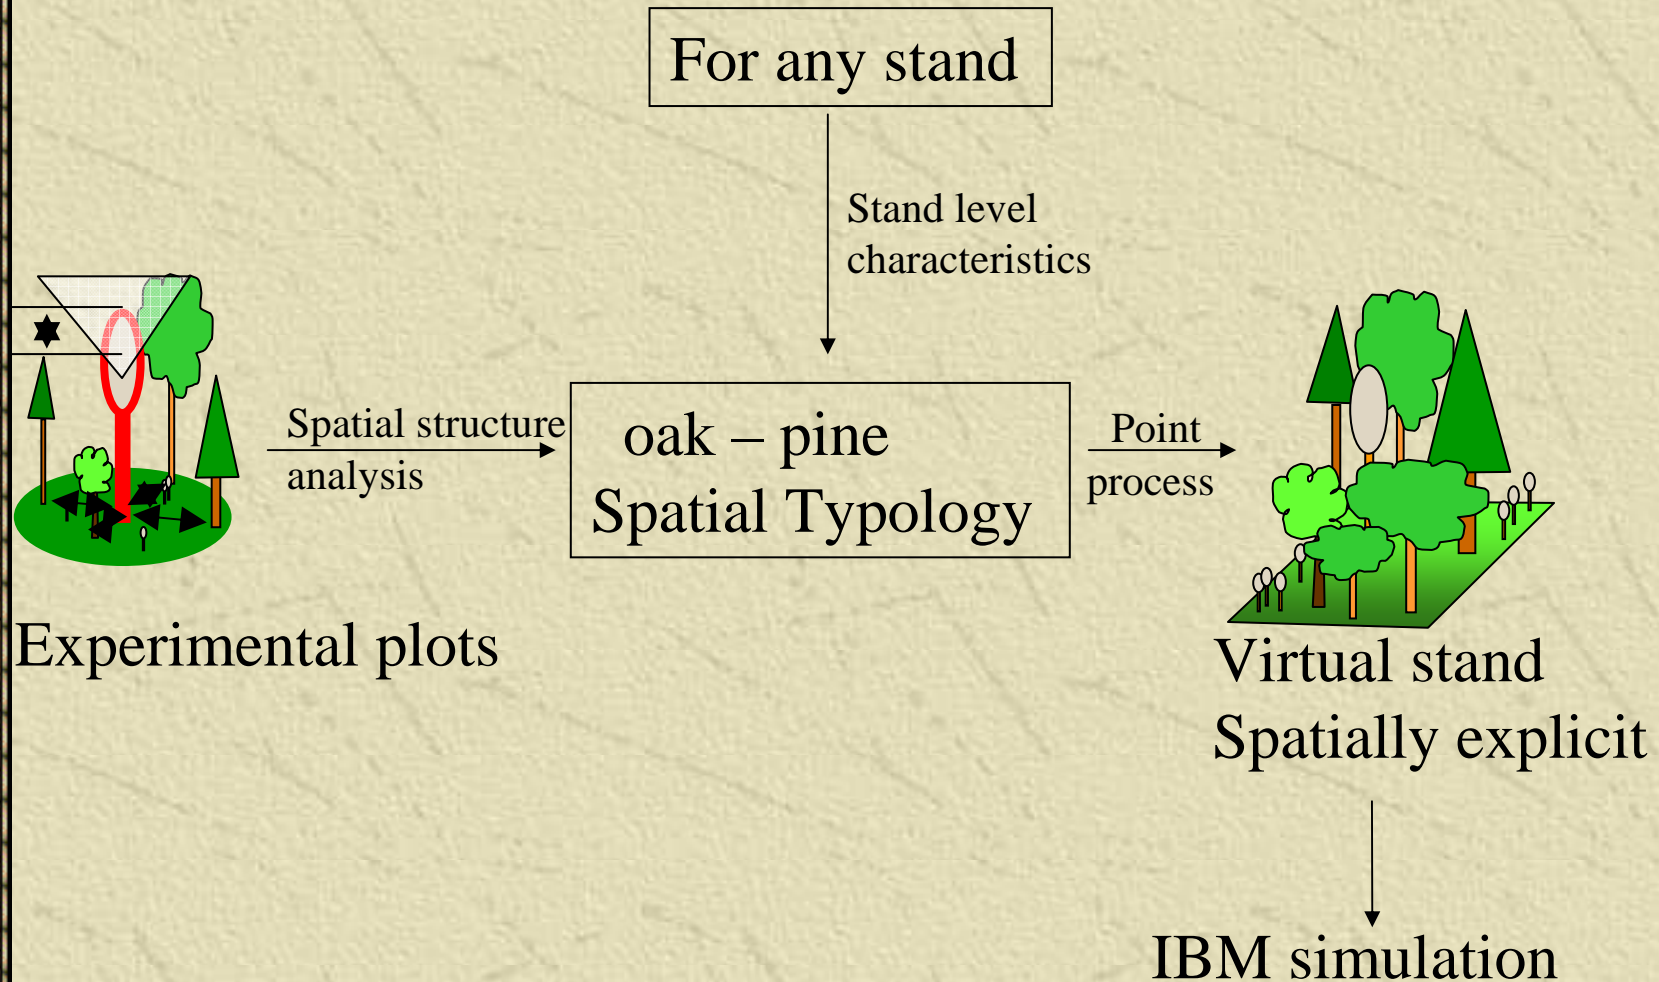 For any stand
Stand level
characteristics
Spatial structure
analysis
oak – pine
Spatial Typology
Point
process
Experimental plots
Virtual stand
Spatially explicit
IBM simulation